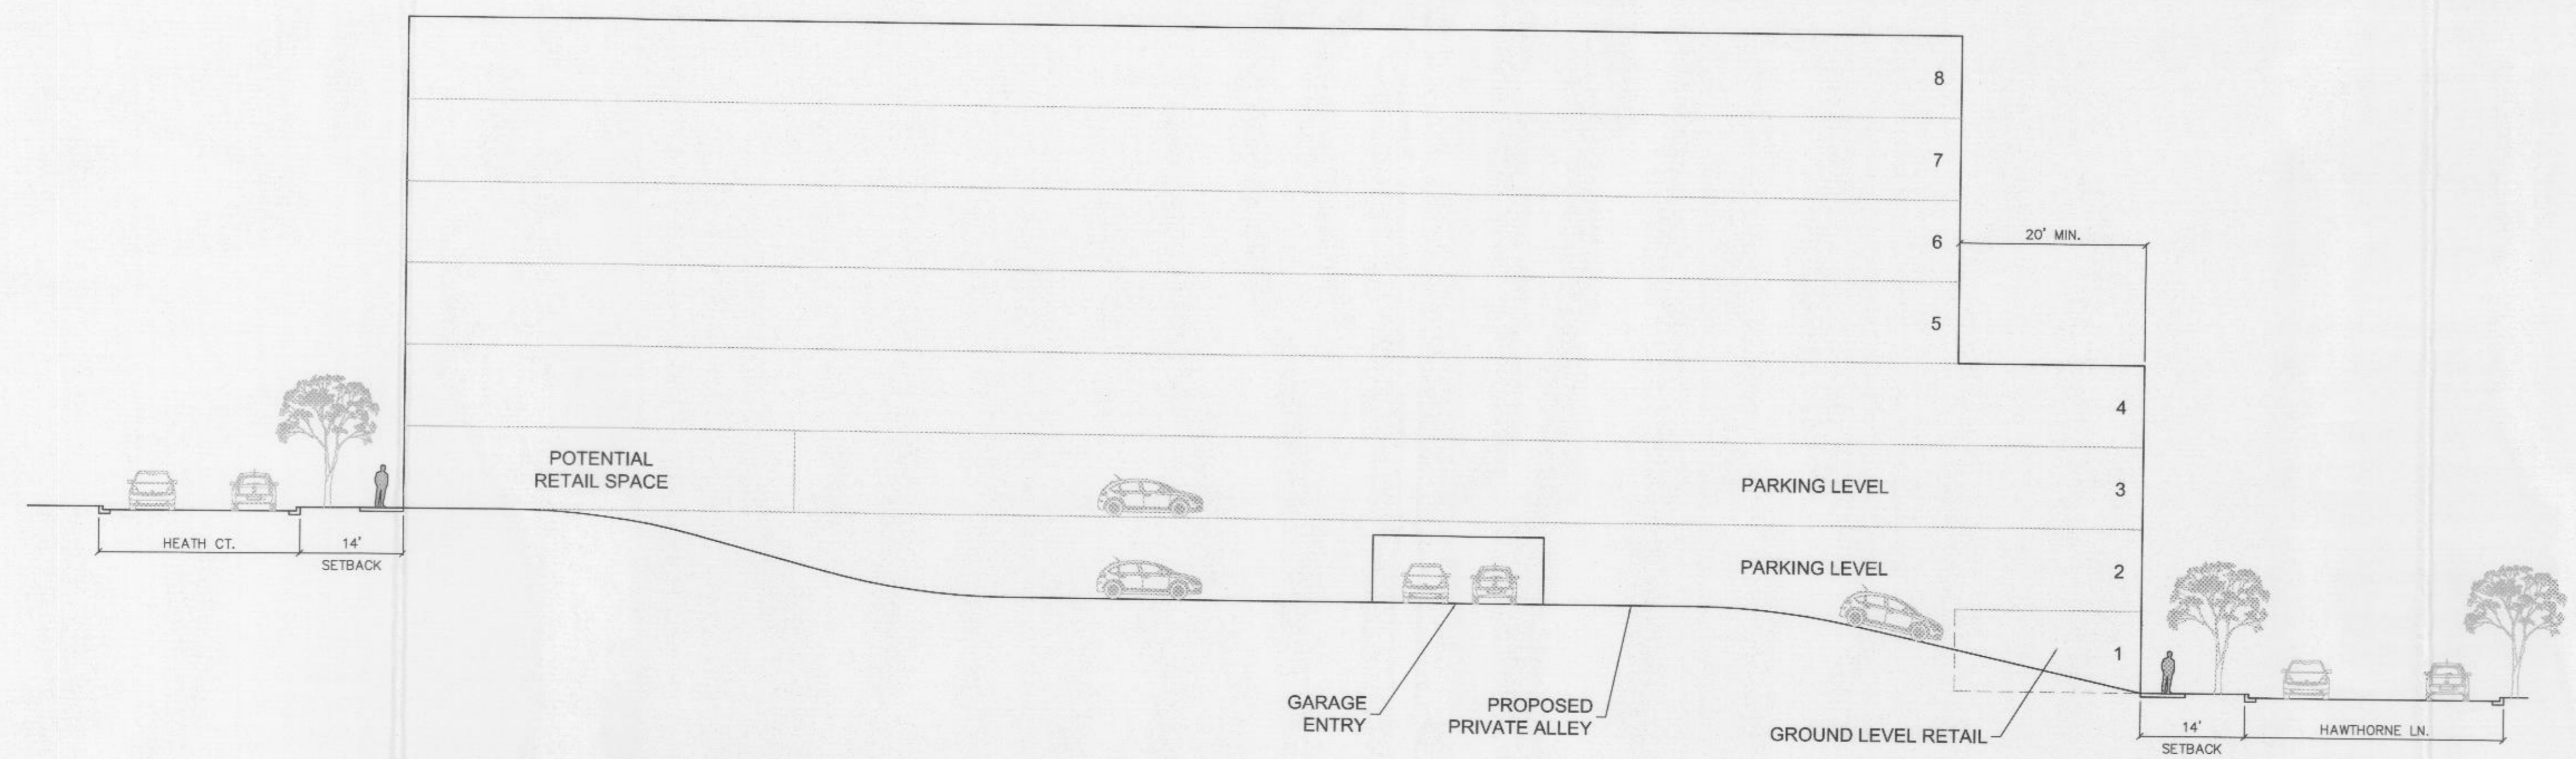 8
7
6
20' MIN.
5
4
POTENTIAL
RETAIL SPACE
PARKING LEVEL
3
HEATH CT.
14'
SETBACK
PARKING LEVEL
2
1
GARAGE
ENTRY
PROPOSED
PRIVATE ALLEY
GROUND LEVEL RETAIL
14'
SETBACK
HAWTHORNE LN.